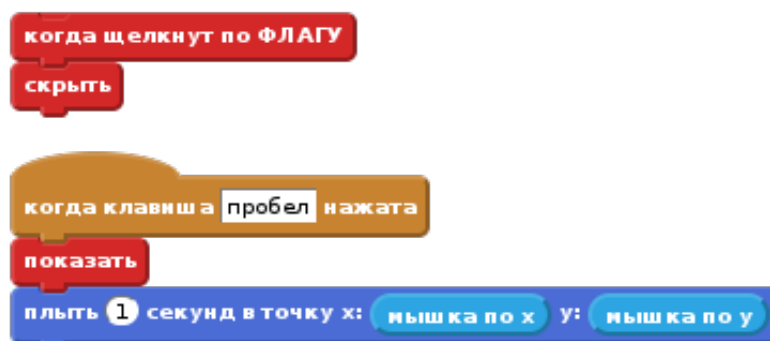 когда щелкнут по ФЛАГУ
скрыть
когда клавиша пробел нажата
показать
плыть 1 секунд в точку x: мышка по x y: мышка по y